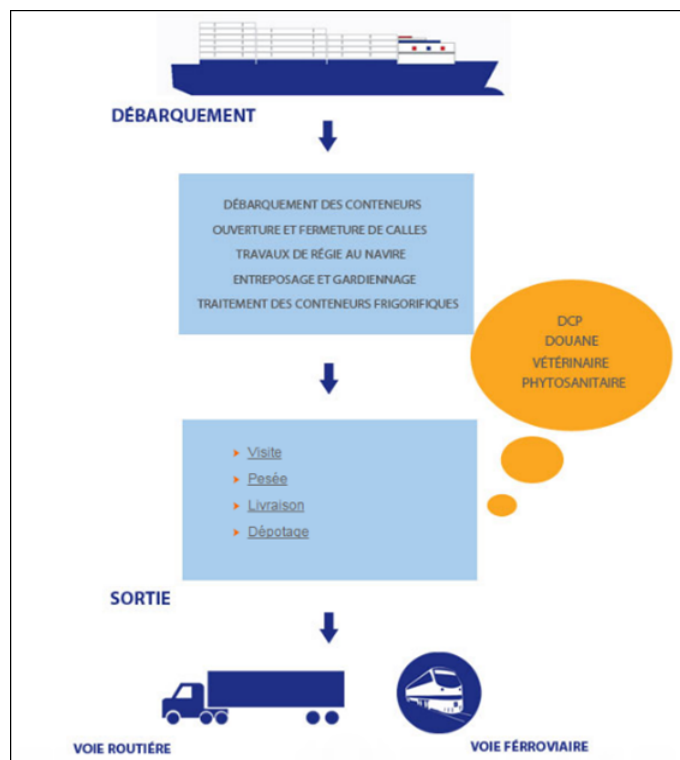 DÉBARQUEMENT
DÉBARQUEMENT DES CONTENEURS
OUVERTURE ET FERMETURE DE CALLES
TRAVAUX DE RÉGIE AU NAVIRE
ENTREPOSAGE ET GARDIENNAGE
TRAITEMENT DES CONTENEURS FRIGORIFIQUES
DCP
DOUANE
VÉTÉRINAIRE
PHYTOSANITAIRE
Visite
Pesée
Livraison
Dépotage
SORTIE
VOIE ROUTIÉRE
VOIE FÉRROVIAIRE